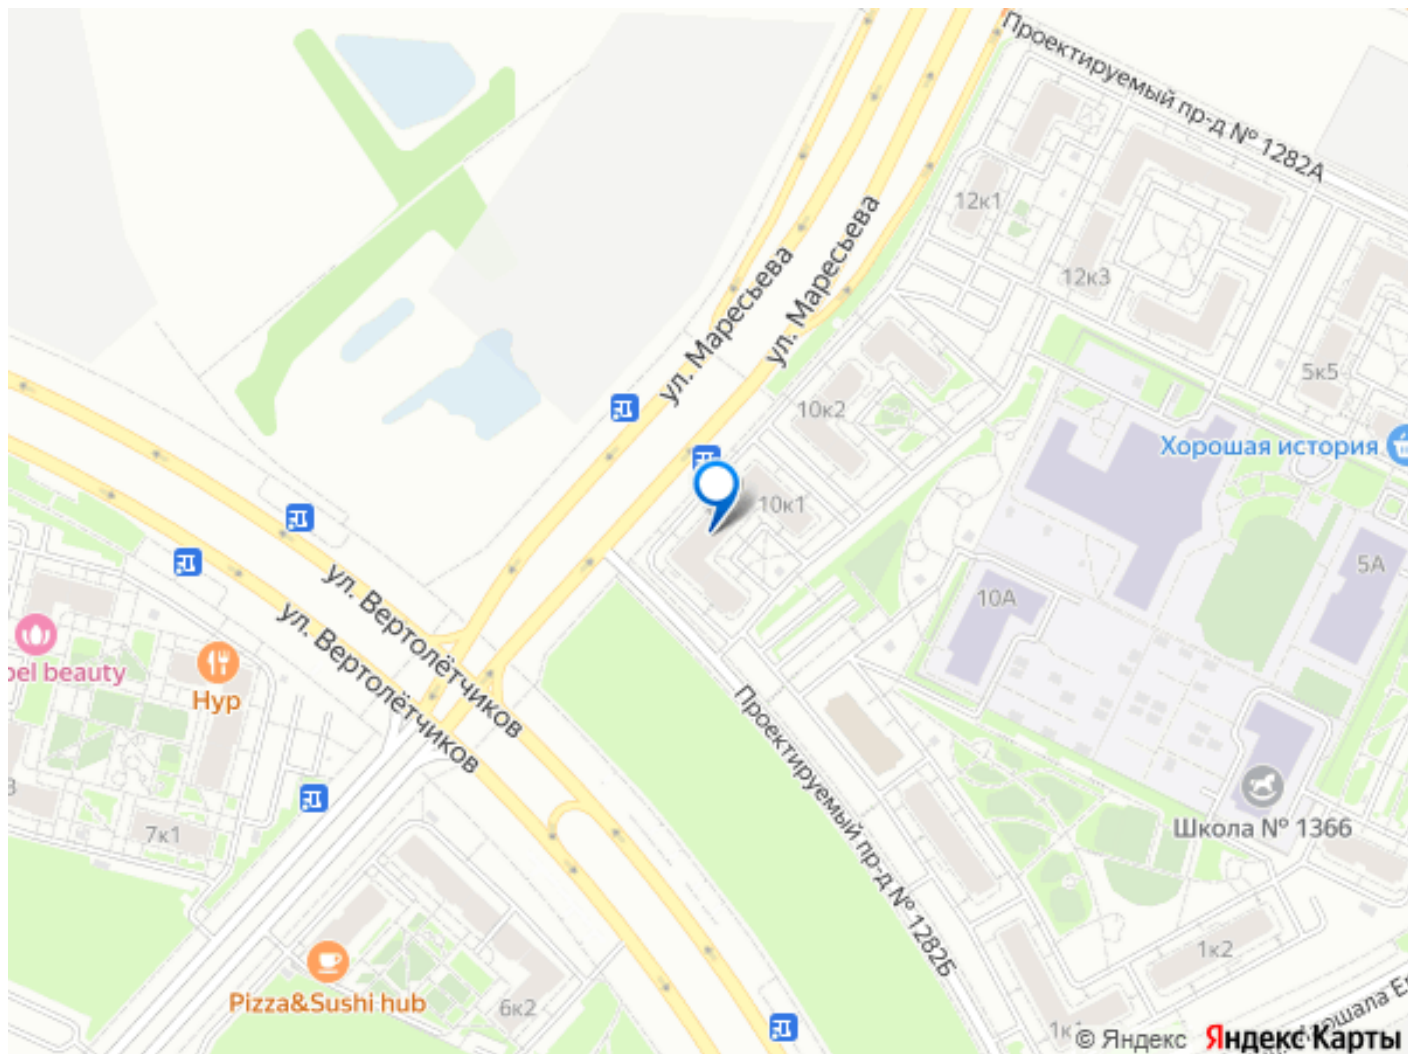 Проектируемый пр-д № 1282А
12к1
ул. Маресьева
ул. Маресьева
12к3
5к5
10к2
Хорошая история
10к1
5А
10А
ул. Вертолётчиков
ул. Вертолётчиков
bel beauty
Нур
Проектируемый пр-д № 1282Б
7к1
Школа № 1366
1к2
Pizza&Sushi hub
6к2
1к1
© Яндекс
Яндекс Карты